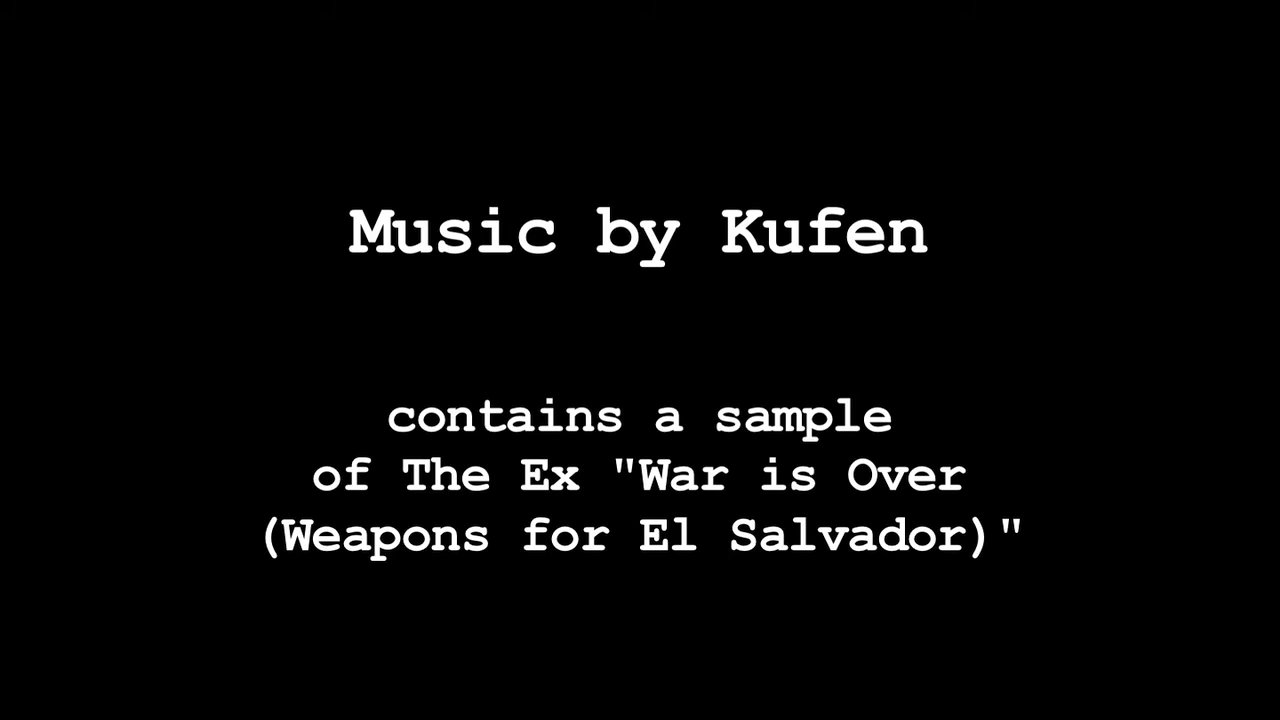 Music by Kufen
contains a sample
of The Ex "War is Over
(Weapons for El Salvador)"